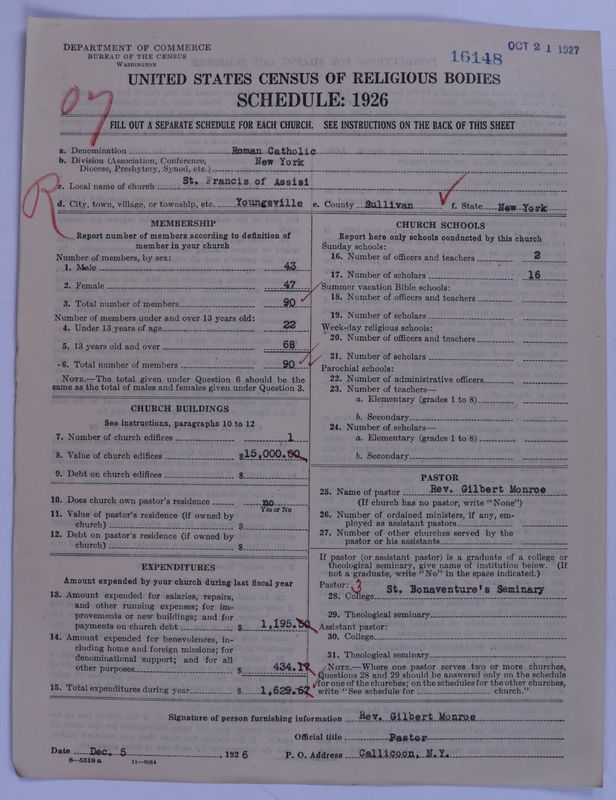 DEPARTMENT OF COMMERCE
BUREAU OF THE CENSUS
WASHINGTON
16148
OCT 21 1927
UNITED STATES CENSUS OF RELIGIOUS BODIES
SCHEDULE: 1926
FILL OUT A SEPARATE SCHEDULE FOR EACH CHURCH. SEE INSTRUCTIONS ON THE BACK OF THIS SHEET
a. Denomination Roman Catholic
b. Division (Association, Conference, Diocese, Presbytery, Synod, etc.) New York
c. Local name of church St. Francis of Assisi
R
d. City, town, village, or township, etc. Youngsville e. County Sullivan f. State New York
MEMBERSHIP
Report number of members according to definition of
member in your church
Number of members, by sex:
1. Male 43
2. Female 47
3. Total number of members 90
Number of members under and over 13 years old:
4. Under 13 years of age 22
5. 13 years old and over 68
6. Total number of members 90
NOTE.—The total given under Question 6 should be the
same as the total of males and females given under Question 3.
CHURCH BUILDINGS
See instructions, paragraphs 10 to 12
7. Number of church edifices 1
8. Value of church edifices $15,000.00
9. Debt on church edifices $
10. Does church own pastor's residence no
Yes or No
11. Value of pastor's residence (if owned by
church) $
12. Debt on pastor's residence (if owned by
church) $
EXPENDITURES
Amount expended by your church during last fiscal year
13. Amount expended for salaries, repairs,
and other running expenses; for im-
provements or new buildings; and for
payments on church debt $ 1,195.50
14. Amount expended for benevolences, in-
cluding home and foreign missions; for
denominational support; and for all
other purposes $ 434.17
15. Total expenditures during year $ 1,629.67
CHURCH SCHOOLS
Report here only schools conducted by this church
Sunday schools:
16. Number of officers and teachers 2
17. Number of scholars 16
Summer vacation Bible schools:
18. Number of officers and teachers
19. Number of scholars
Week-day religious schools:
20. Number of officers and teachers
21. Number of scholars
Parochial schools:
22. Number of administrative officers
23. Number of teachers—
a. Elementary (grades 1 to 8)
b. Secondary
24. Number of scholars—
a. Elementary (grades 1 to 8)
b. Secondary
PASTOR
25. Name of pastor Rev. Gilbert Monroe
(If church has no pastor, write "None")
26. Number of ordained ministers, if any, em-
ployed as assistant pastors
27. Number of other churches served by the
pastor or his assistants
If pastor (or assistant pastor) is a graduate of a college or
theological seminary, give name of institution below. (If
not a graduate, write "No" in the space indicated.)
Pastor: 3
28. College St. Bonaventure's Seminary
29. Theological seminary
Assistant pastor:
30. College
31. Theological seminary
NOTE.—Where one pastor serves two or more churches,
Questions 28 and 29 should be answered only on the schedule
for one of the churches; on the schedules for the other churches,
write "See schedule for church."
Signature of person furnishing information Rev. Gilbert Monroe
Official title Pastor
Date Dec. 5, 1926 P. O. Address Callicoon, N.Y.
8—5518a 11—9054